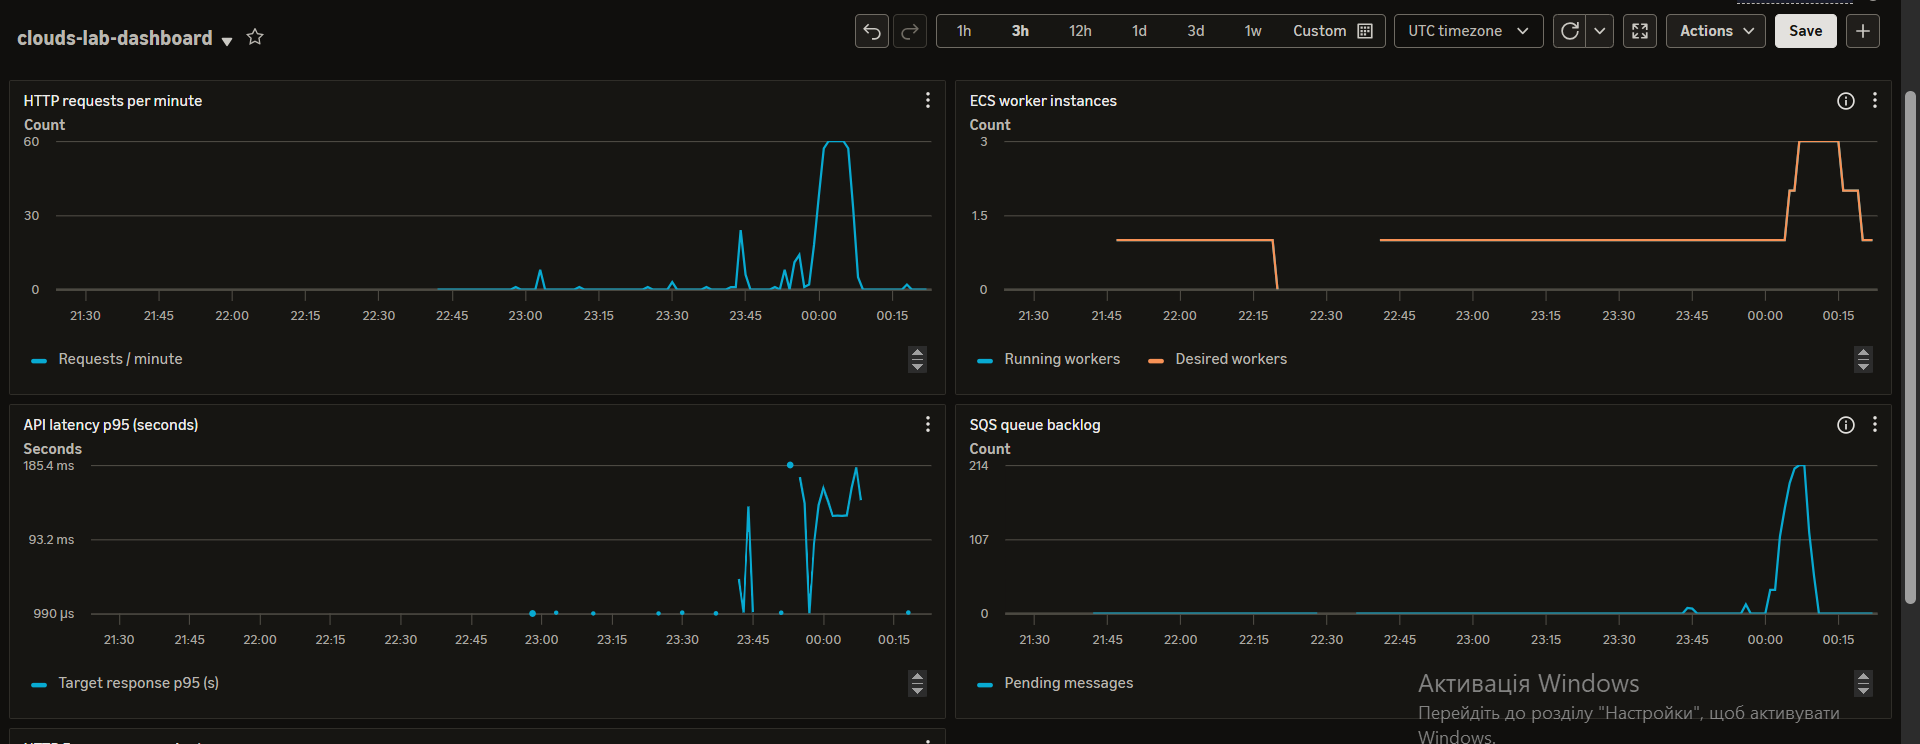 clouds-lab-dashboard
1h 3h 12h 1d 3d 1w Custom UTC timezone Actions Save
HTTP requests per minute
Count
60
30
0
21:30 21:45 22:00 22:15 22:30 22:45 23:00 23:15 23:30 23:45 00:00 00:15
Requests / minute
ECS worker instances
Count
3
1.5
0
21:30 21:45 22:00 22:15 22:30 22:45 23:00 23:15 23:30 23:45 00:00 00:15
Running workers Desired workers
API latency p95 (seconds)
Seconds
185.4 ms
93.2 ms
990 µs
21:30 21:45 22:00 22:15 22:30 22:45 23:00 23:15 23:30 23:45 00:00 00:15
Target response p95 (s)
SQS queue backlog
Count
214
107
0
21:30 21:45 22:00 22:15 22:30 22:45 23:00 23:15 23:30 23:45 00:00 00:15
Pending messages
Активація Windows
Перейдіть до розділу "Настройки", щоб активувати
Windows.